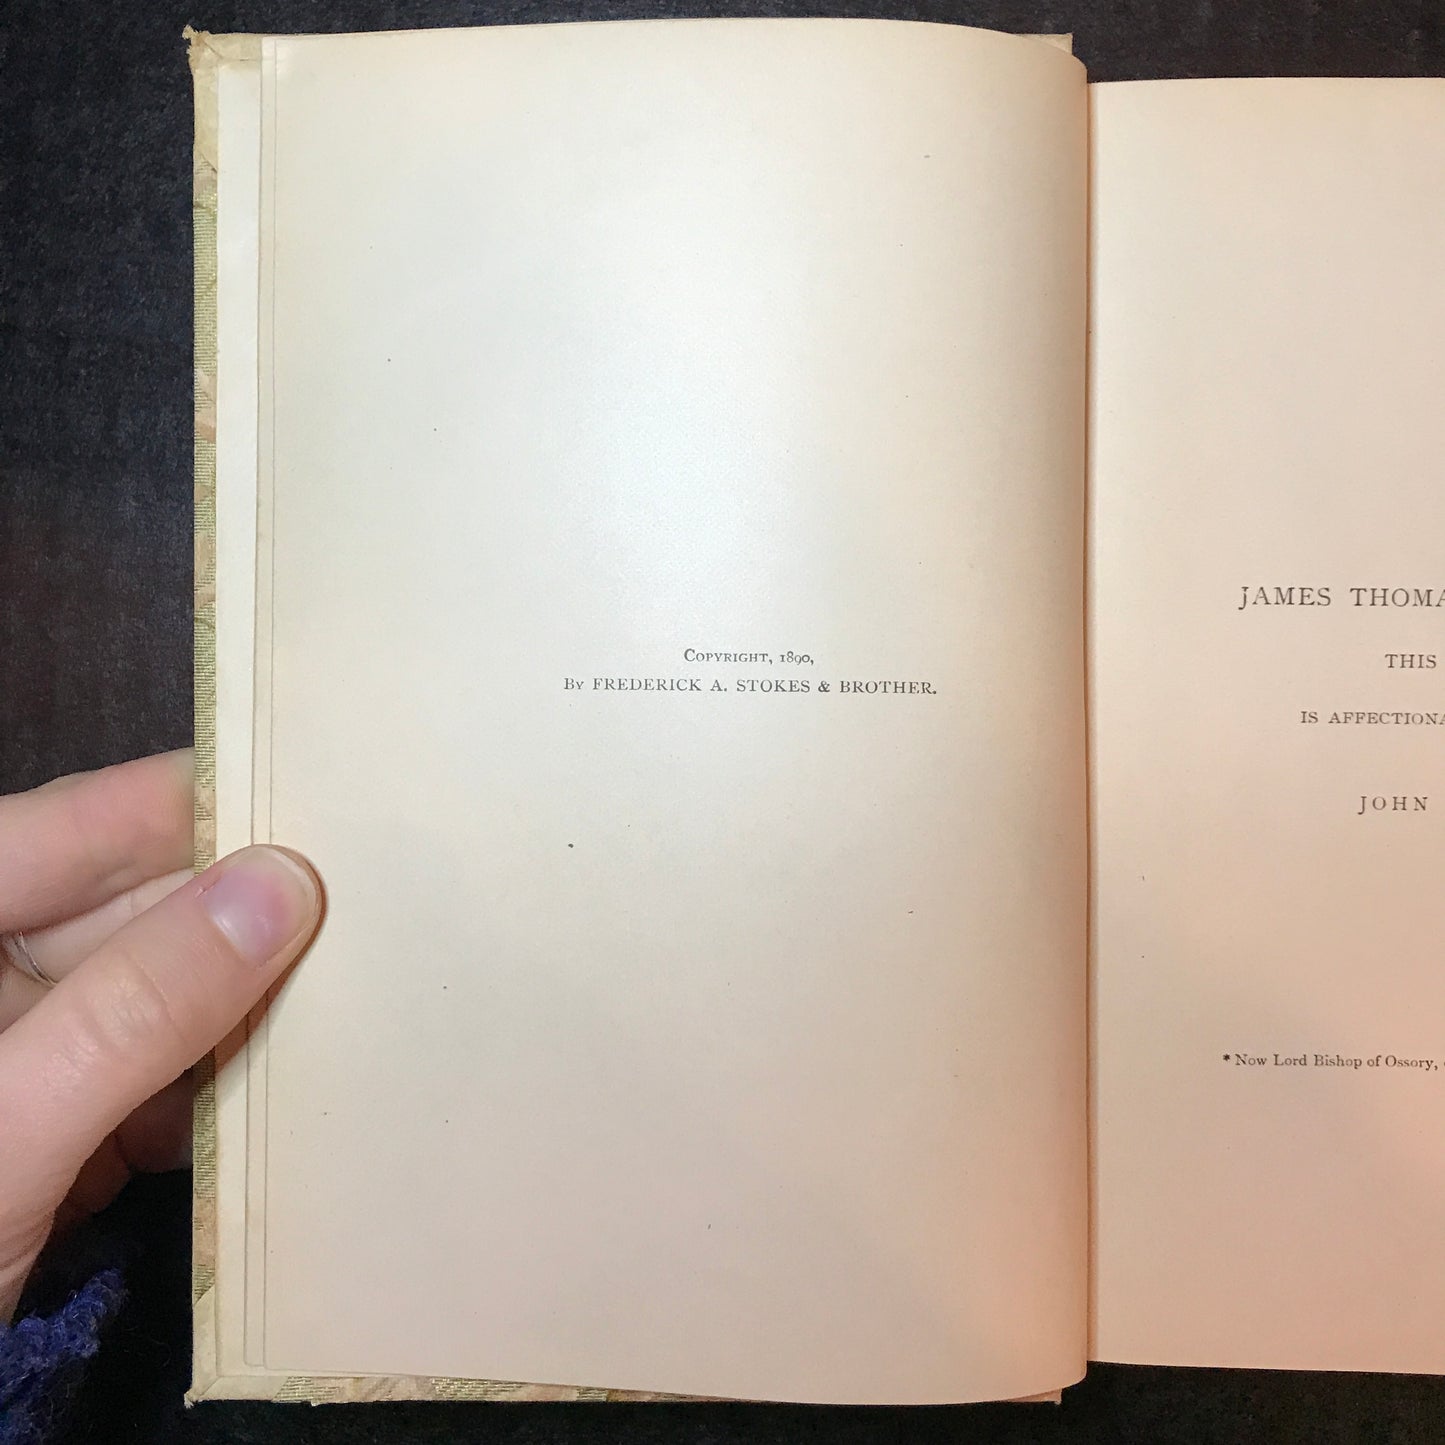 Copyright, 1890,
By FREDERICK A. STOKES & BROTHER.
JAMES THOMA
THIS
IS AFFECTIONA
JOHN
* Now Lord Bishop of Ossory,